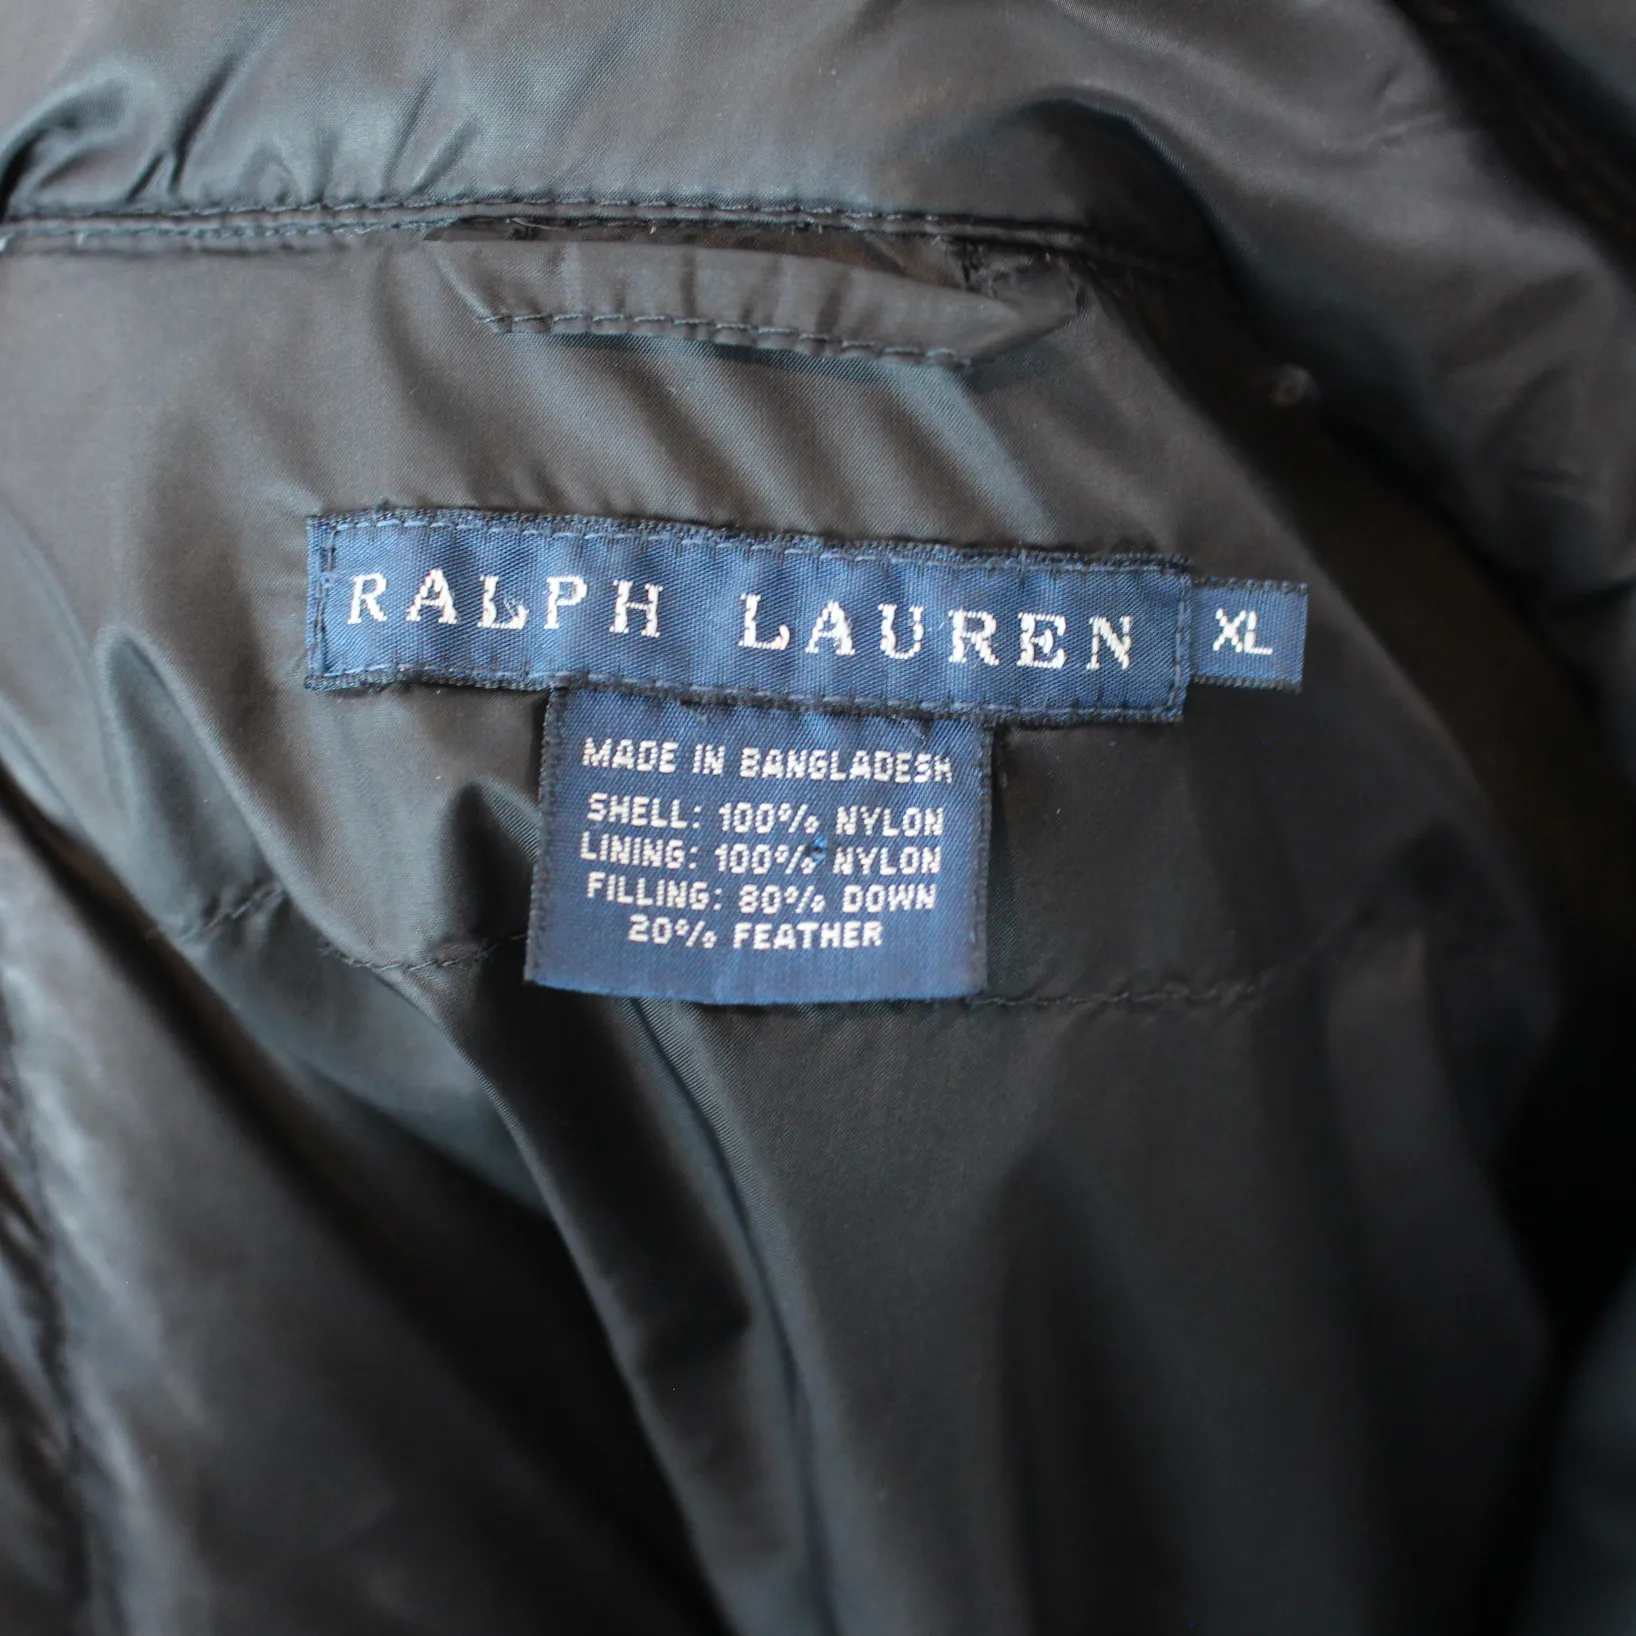 RALPH LAUREN XL
MADE IN BANGLADESH
SHELL: 100% NYLON
LINING: 100% NYLON
FILLING: 80% DOWN
20% FEATHER